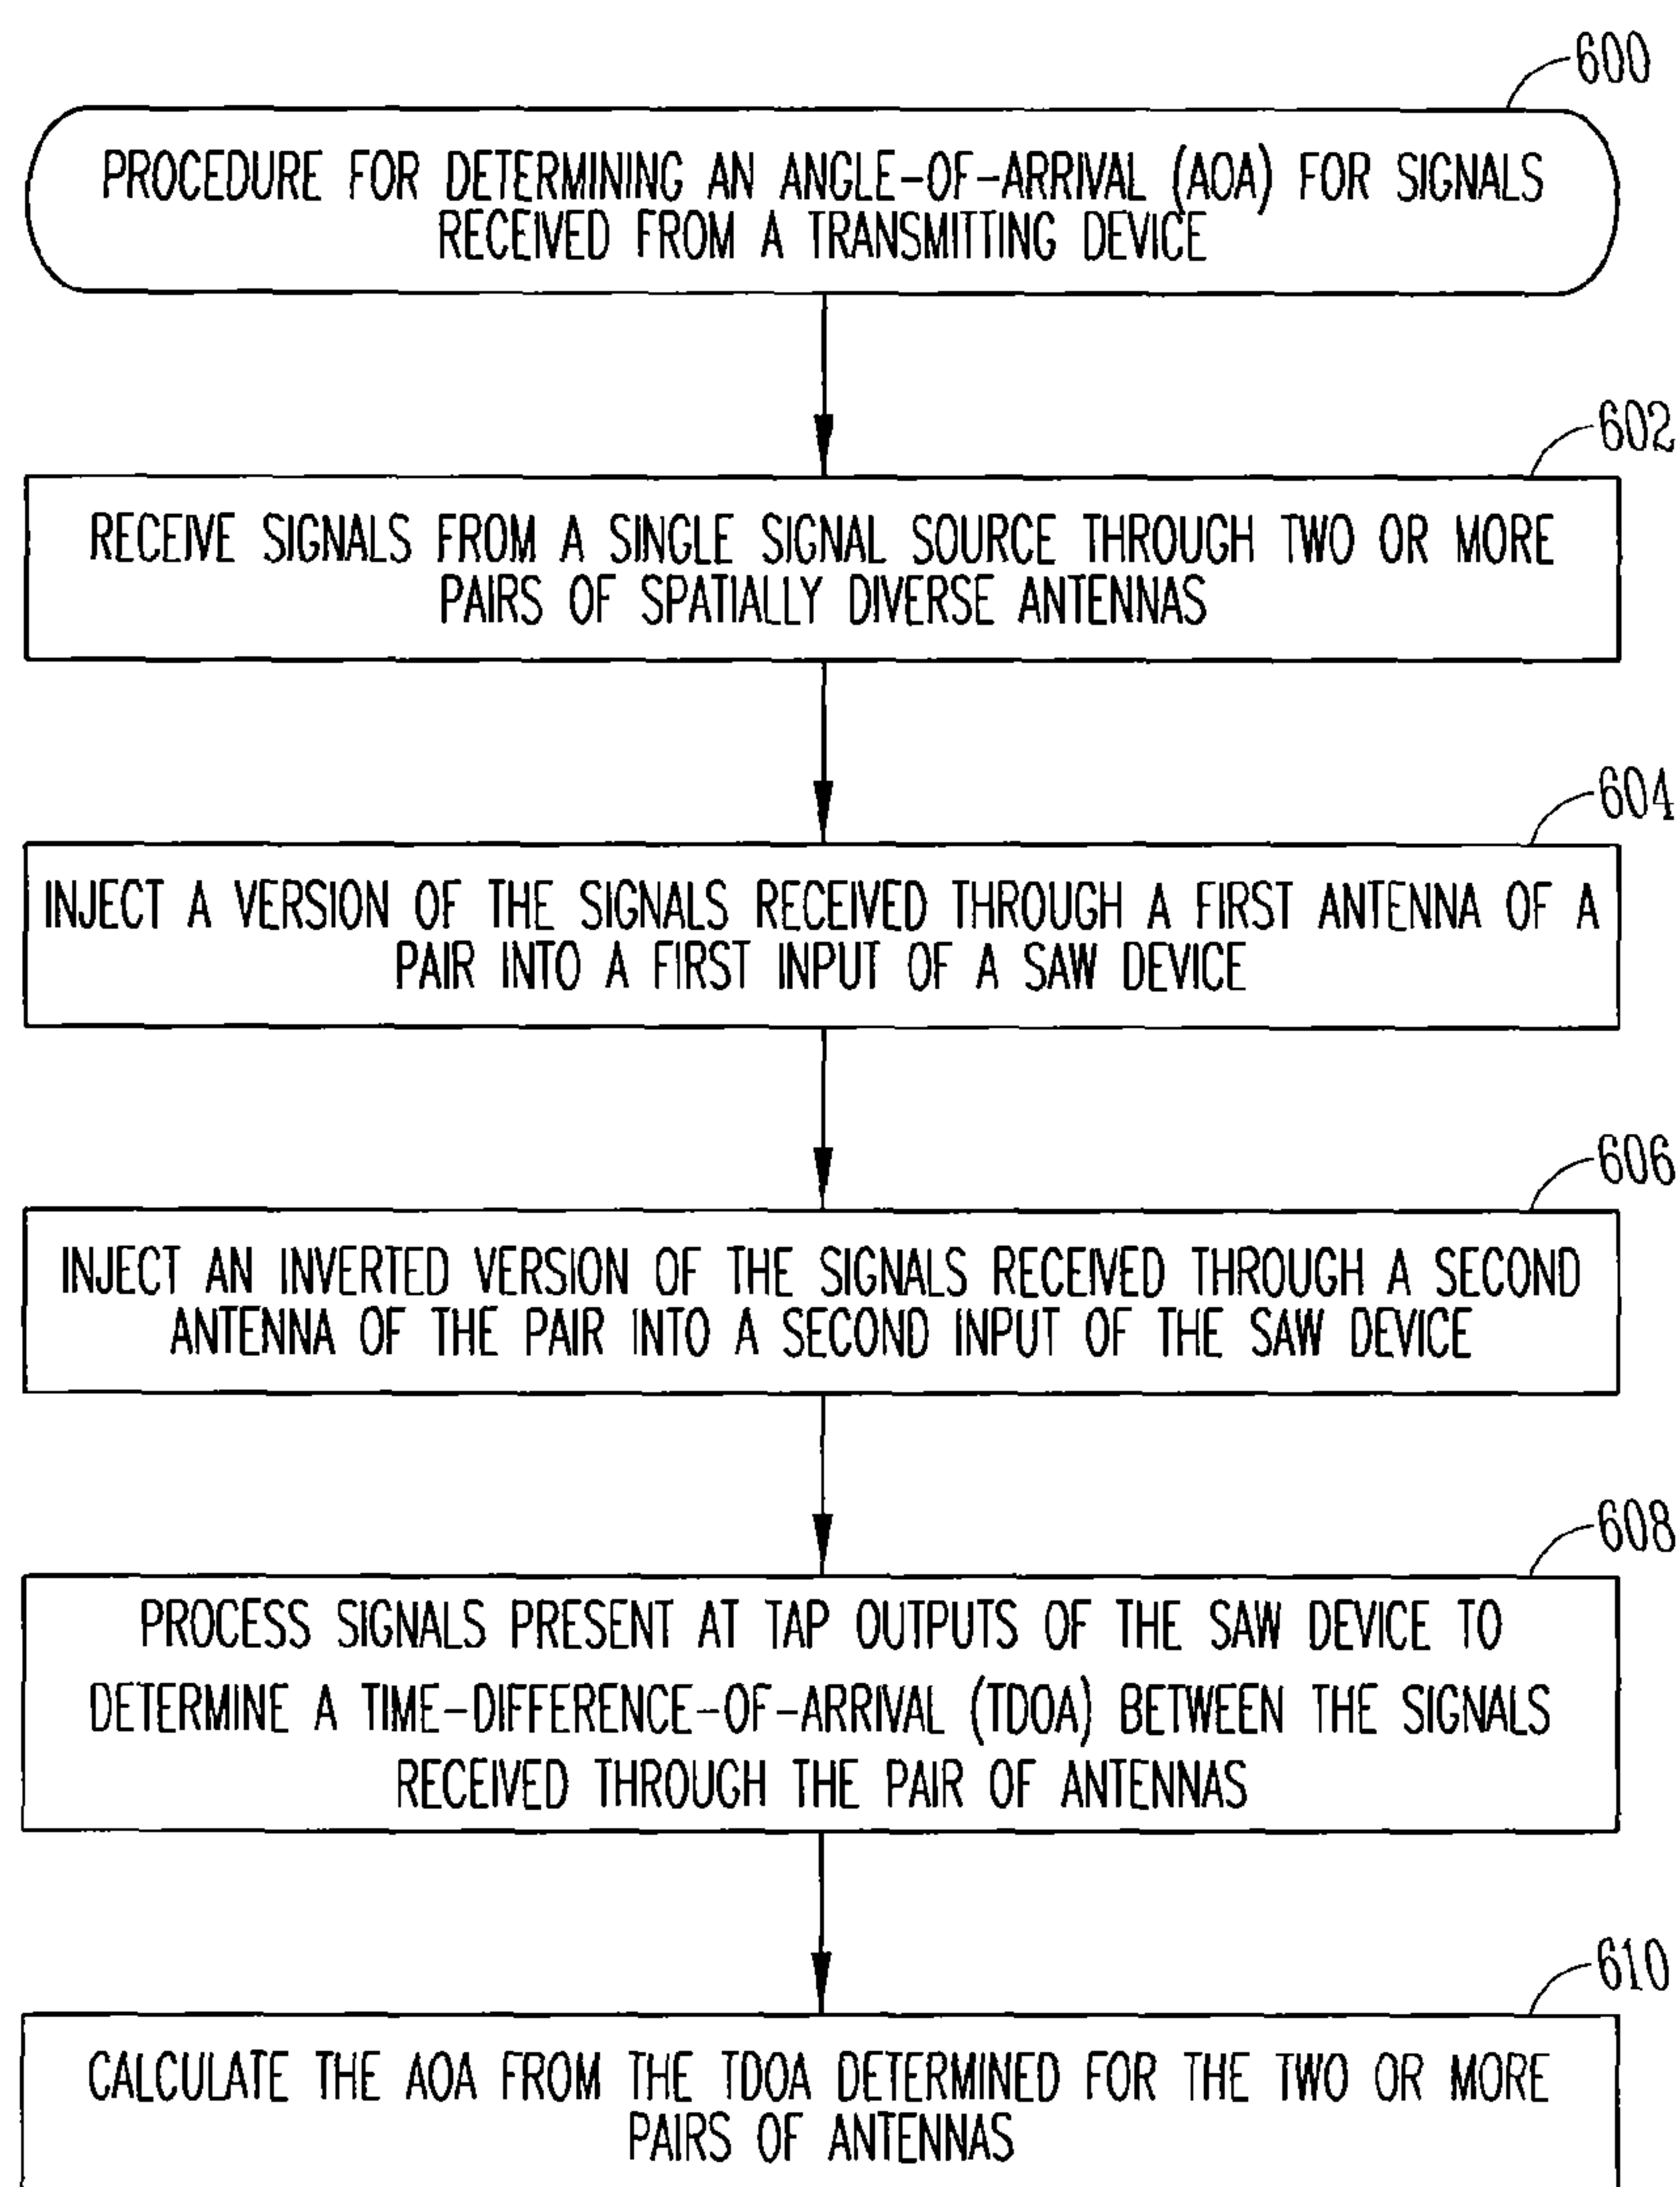 600
PROCEDURE FOR DETERMINING AN ANGLE-OF-ARRIVAL (AOA) FOR SIGNALS
RECEIVED FROM A TRANSMITTING DEVICE
602
RECEIVE SIGNALS FROM A SINGLE SIGNAL SOURCE THROUGH TWO OR MORE
PAIRS OF SPATIALLY DIVERSE ANTENNAS
604
INJECT A VERSION OF THE SIGNALS RECEIVED THROUGH A FIRST ANTENNA OF A
PAIR INTO A FIRST INPUT OF A SAW DEVICE
606
INJECT AN INVERTED VERSION OF THE SIGNALS RECEIVED THROUGH A SECOND
ANTENNA OF THE PAIR INTO A SECOND INPUT OF THE SAW DEVICE
608
PROCESS SIGNALS PRESENT AT TAP OUTPUTS OF THE SAW DEVICE TO
DETERMINE A TIME-DIFFERENCE-OF-ARRIVAL (TDOA) BETWEEN THE SIGNALS
RECEIVED THROUGH THE PAIR OF ANTENNAS
610
CALCULATE THE AOA FROM THE TDOA DETERMINED FOR THE TWO OR MORE
PAIRS OF ANTENNAS